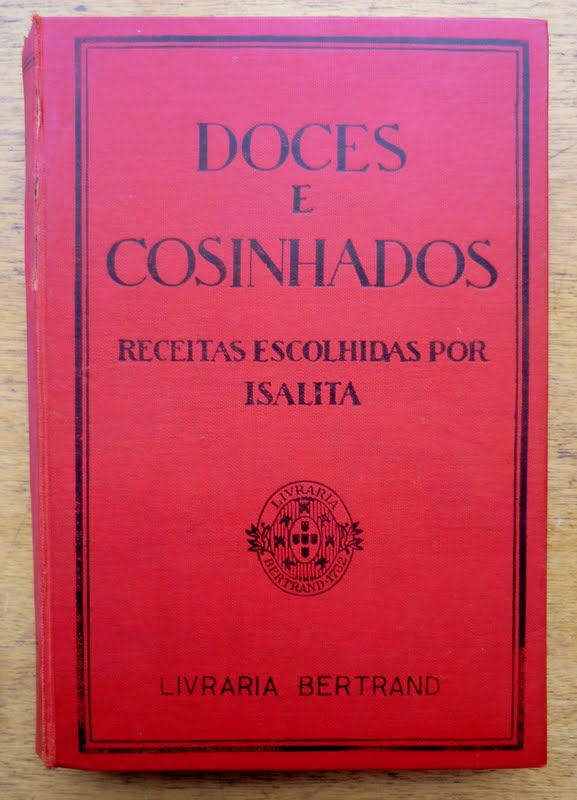 DOCES
E
COSINHADOS
RECEITAS ESCOLHIDAS POR
ISALITA
LIVRARIA
BERTRAND-1732
LIVRARIA BERTRAND